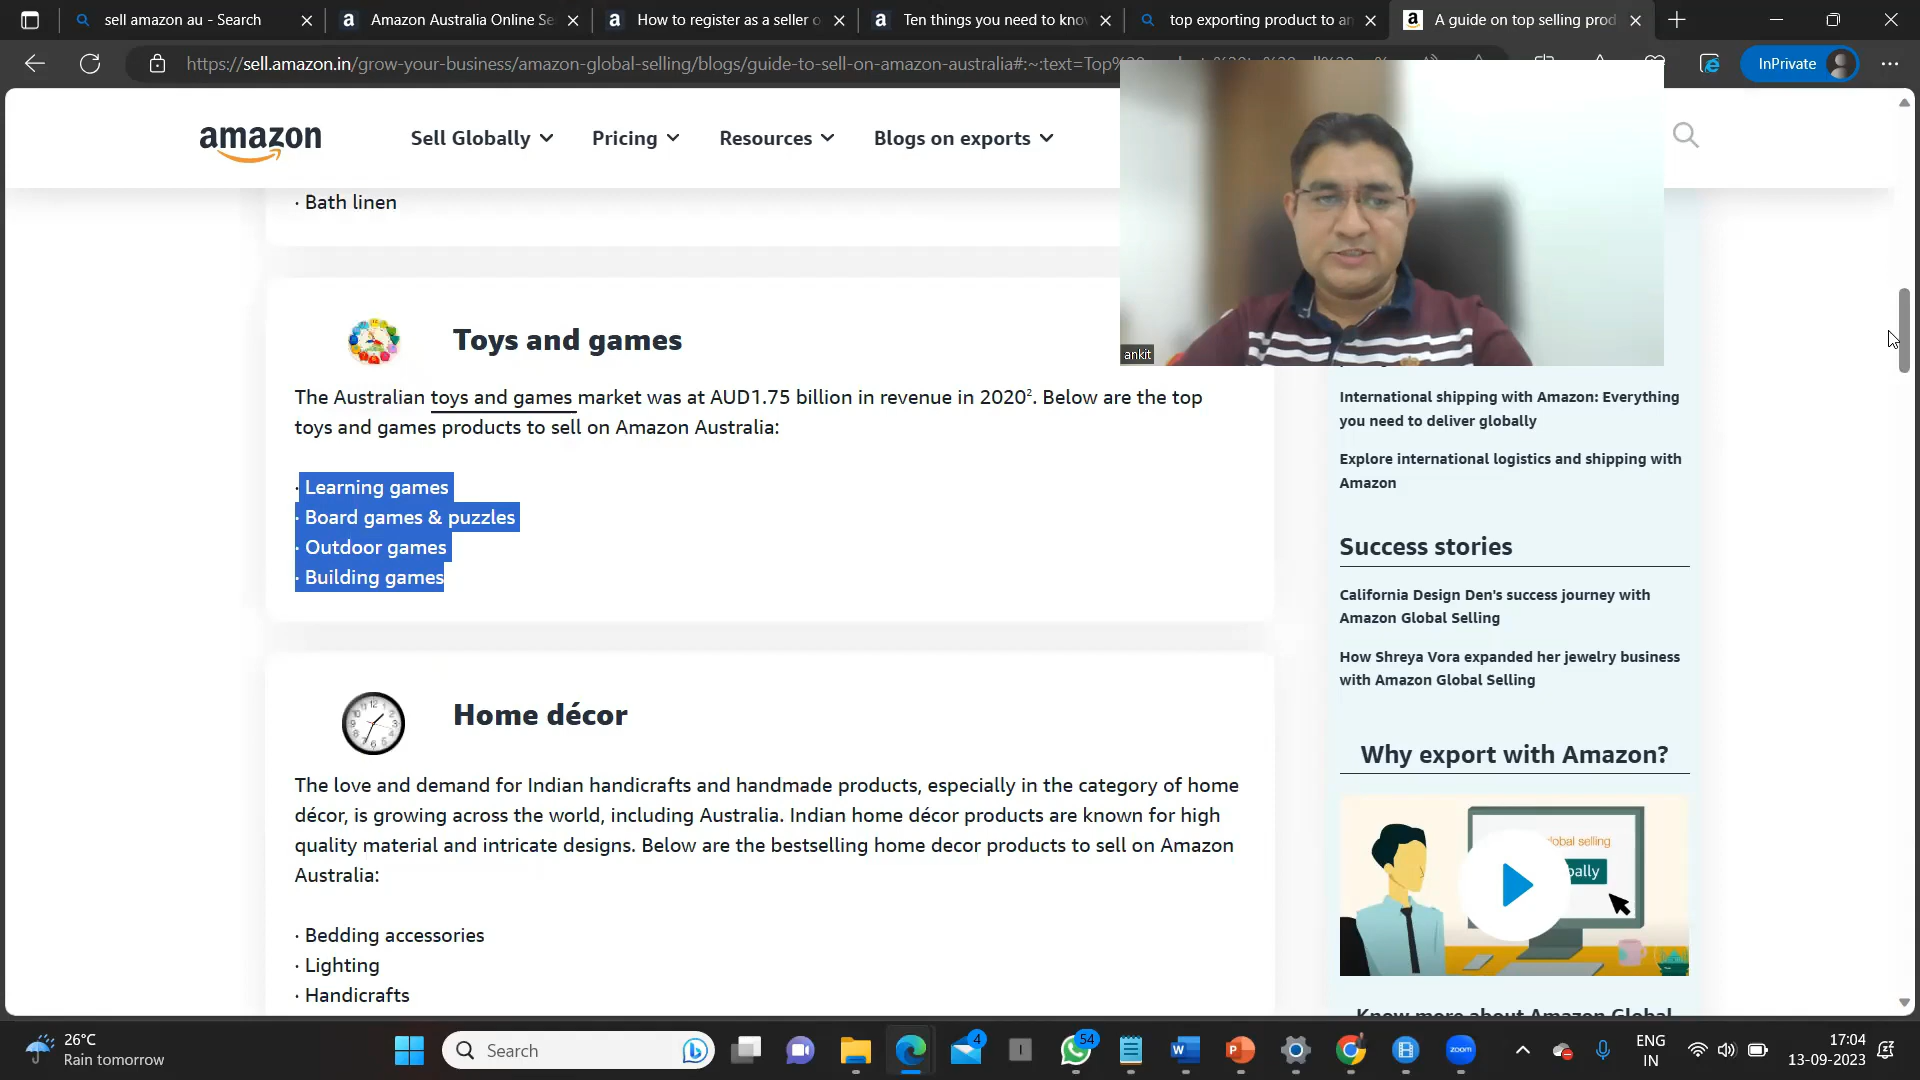 sell amazon au - Search
Amazon Australia Online Se
How to register as a seller o
Ten things you need to kno
top exporting product to a
A guide on top selling prod
https://sell.amazon.in/grow-your-business/amazon-global-selling/blogs/guide-to-sell-on-amazon-australia#:~:text=Top%20
InPrivate
amazon
Sell Globally
Pricing
Resources
Blogs on exports
· Bath linen
ankit
Toys and games
The Australian toys and games market was at AUD1.75 billion in revenue in 2020². Below are the top
toys and games products to sell on Amazon Australia:
· Learning games
· Board games & puzzles
· Outdoor games
· Building games
Home décor
The love and demand for Indian handicrafts and handmade products, especially in the category of home
décor, is growing across the world, including Australia. Indian home décor products are known for high
quality material and intricate designs. Below are the bestselling home decor products to sell on Amazon
Australia:
· Bedding accessories
· Lighting
· Handicrafts
International shipping with Amazon: Everything
you need to deliver globally
Explore international logistics and shipping with
Amazon
Success stories
California Design Den's success journey with
Amazon Global Selling
How Shreya Vora expanded her jewelry business
with Amazon Global Selling
Why export with Amazon?
global selling
bally
Know more about Amazon Global
26°C
Rain tomorrow
Search
4
54
zoom
ENG
IN
17:04
13-09-2023